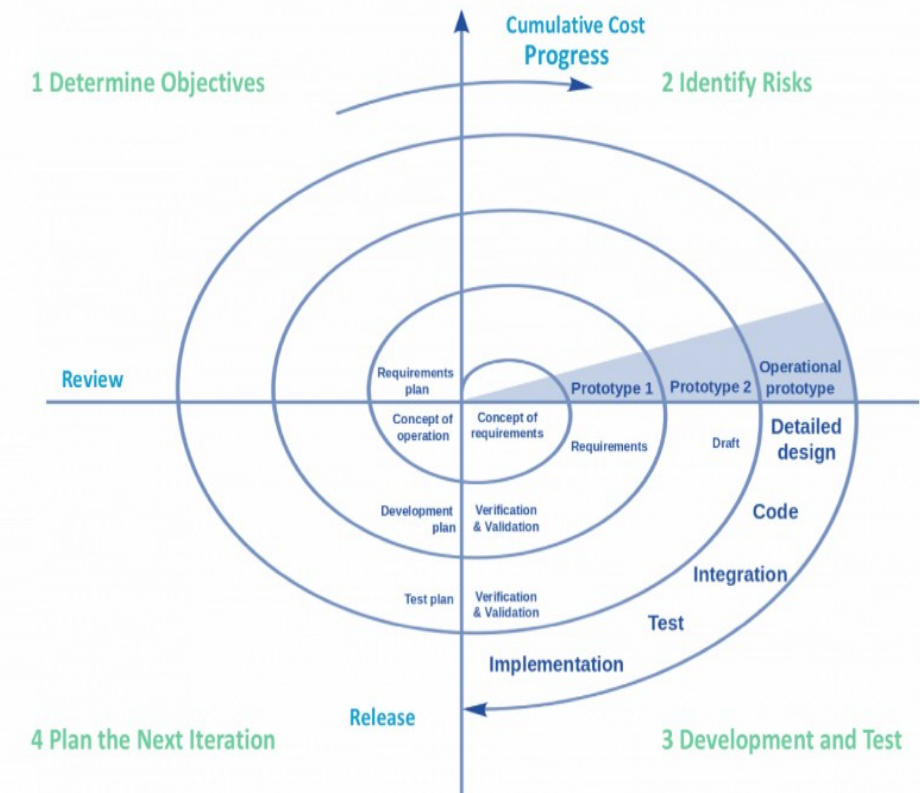 Cumulative Cost
Progress
1 Determine Objectives
2 Identify Risks
Review
Requirements
plan
Prototype 1
Prototype 2
Operational
prototype
Concept of
operation
Concept of
requirements
Requirements
Draft
Detailed
design
Development
plan
Verification
& Validation
Code
Integration
Test plan
Verification
& Validation
Test
Implementation
Release
4 Plan the Next Iteration
3 Development and Test